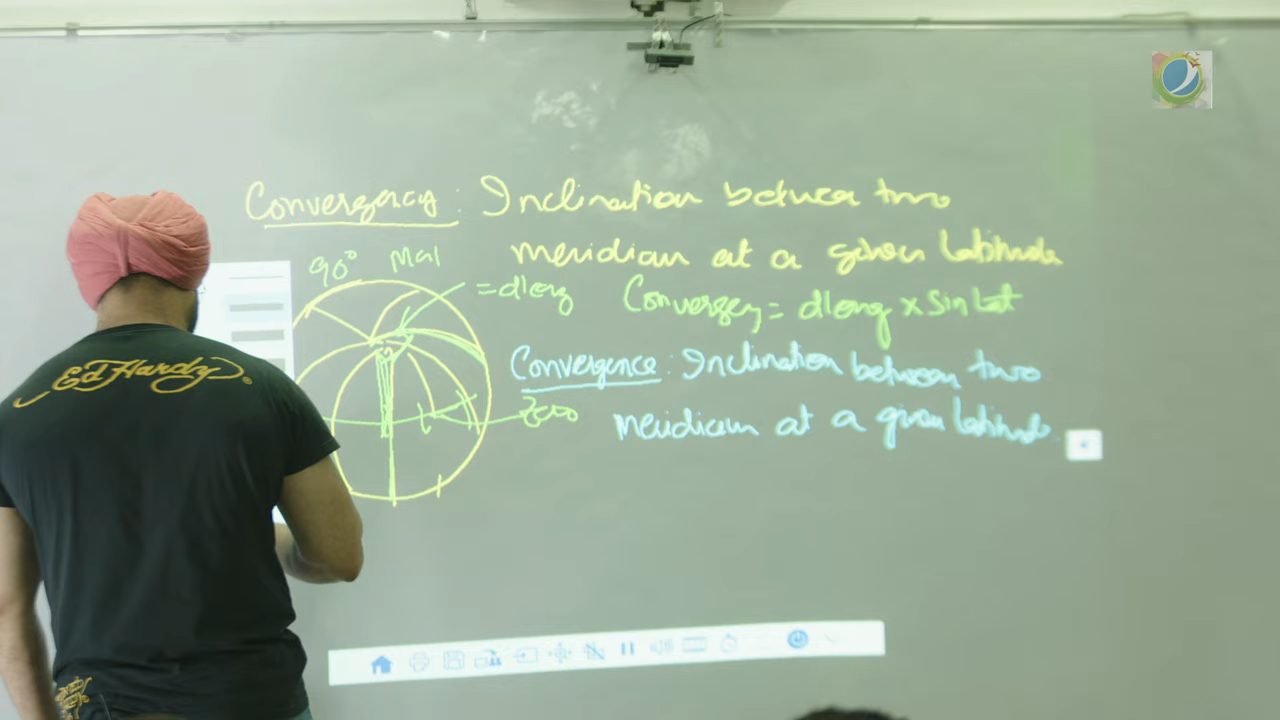 Convergency : Inclination between two
meridian at a given latitude
90° Max
= dlong
Convergency = dlong x Sin Lat
Convergence : Inclination between two
meridian at a given latitude
Zero
Ed Hardy